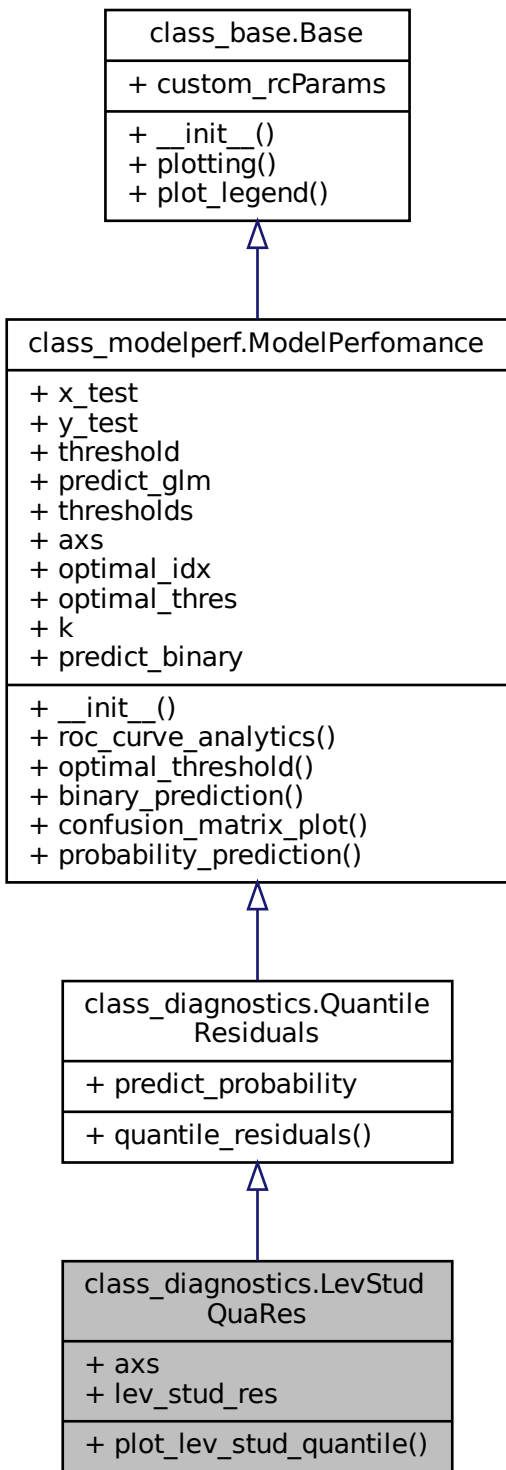 class_base.Base
+ custom_rcParams
+ __init__()
+ plotting()
+ plot_legend()
class_modelperf.ModelPerfomance
+ x_test
+ y_test
+ threshold
+ predict_glm
+ thresholds
+ axs
+ optimal_idx
+ optimal_thres
+ k
+ predict_binary
+ __init__()
+ roc_curve_analytics()
+ optimal_threshold()
+ binary_prediction()
+ confusion_matrix_plot()
+ probability_prediction()
class_diagnostics.Quantile
Residuals
+ predict_probability
+ quantile_residuals()
class_diagnostics.LevStud
QuaRes
+ axs
+ lev_stud_res
+ plot_lev_stud_quantile()